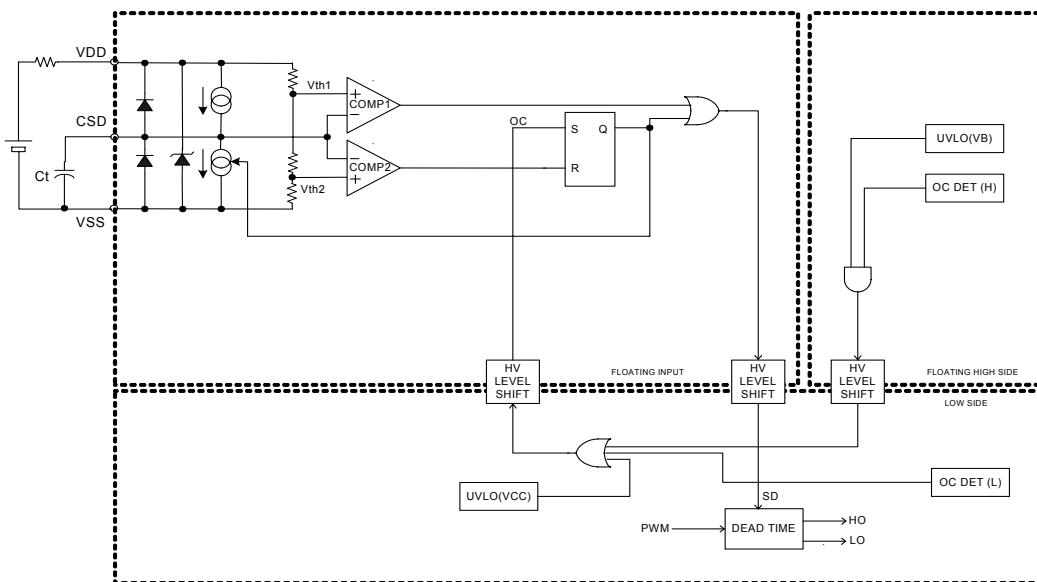 VDD
Vth1
+
COMP1
−
CSD
OC
S
Q
R
−
COMP2
+
Ct
Vth2
VSS
UVLO(VB)
OC DET (H)
HV
LEVEL
SHIFT
FLOATING INPUT
HV
LEVEL
SHIFT
HV
LEVEL
SHIFT
FLOATING HIGH SIDE
LOW SIDE
UVLO(VCC)
OC DET (L)
SD
PWM
DEAD TIME
HO
LO